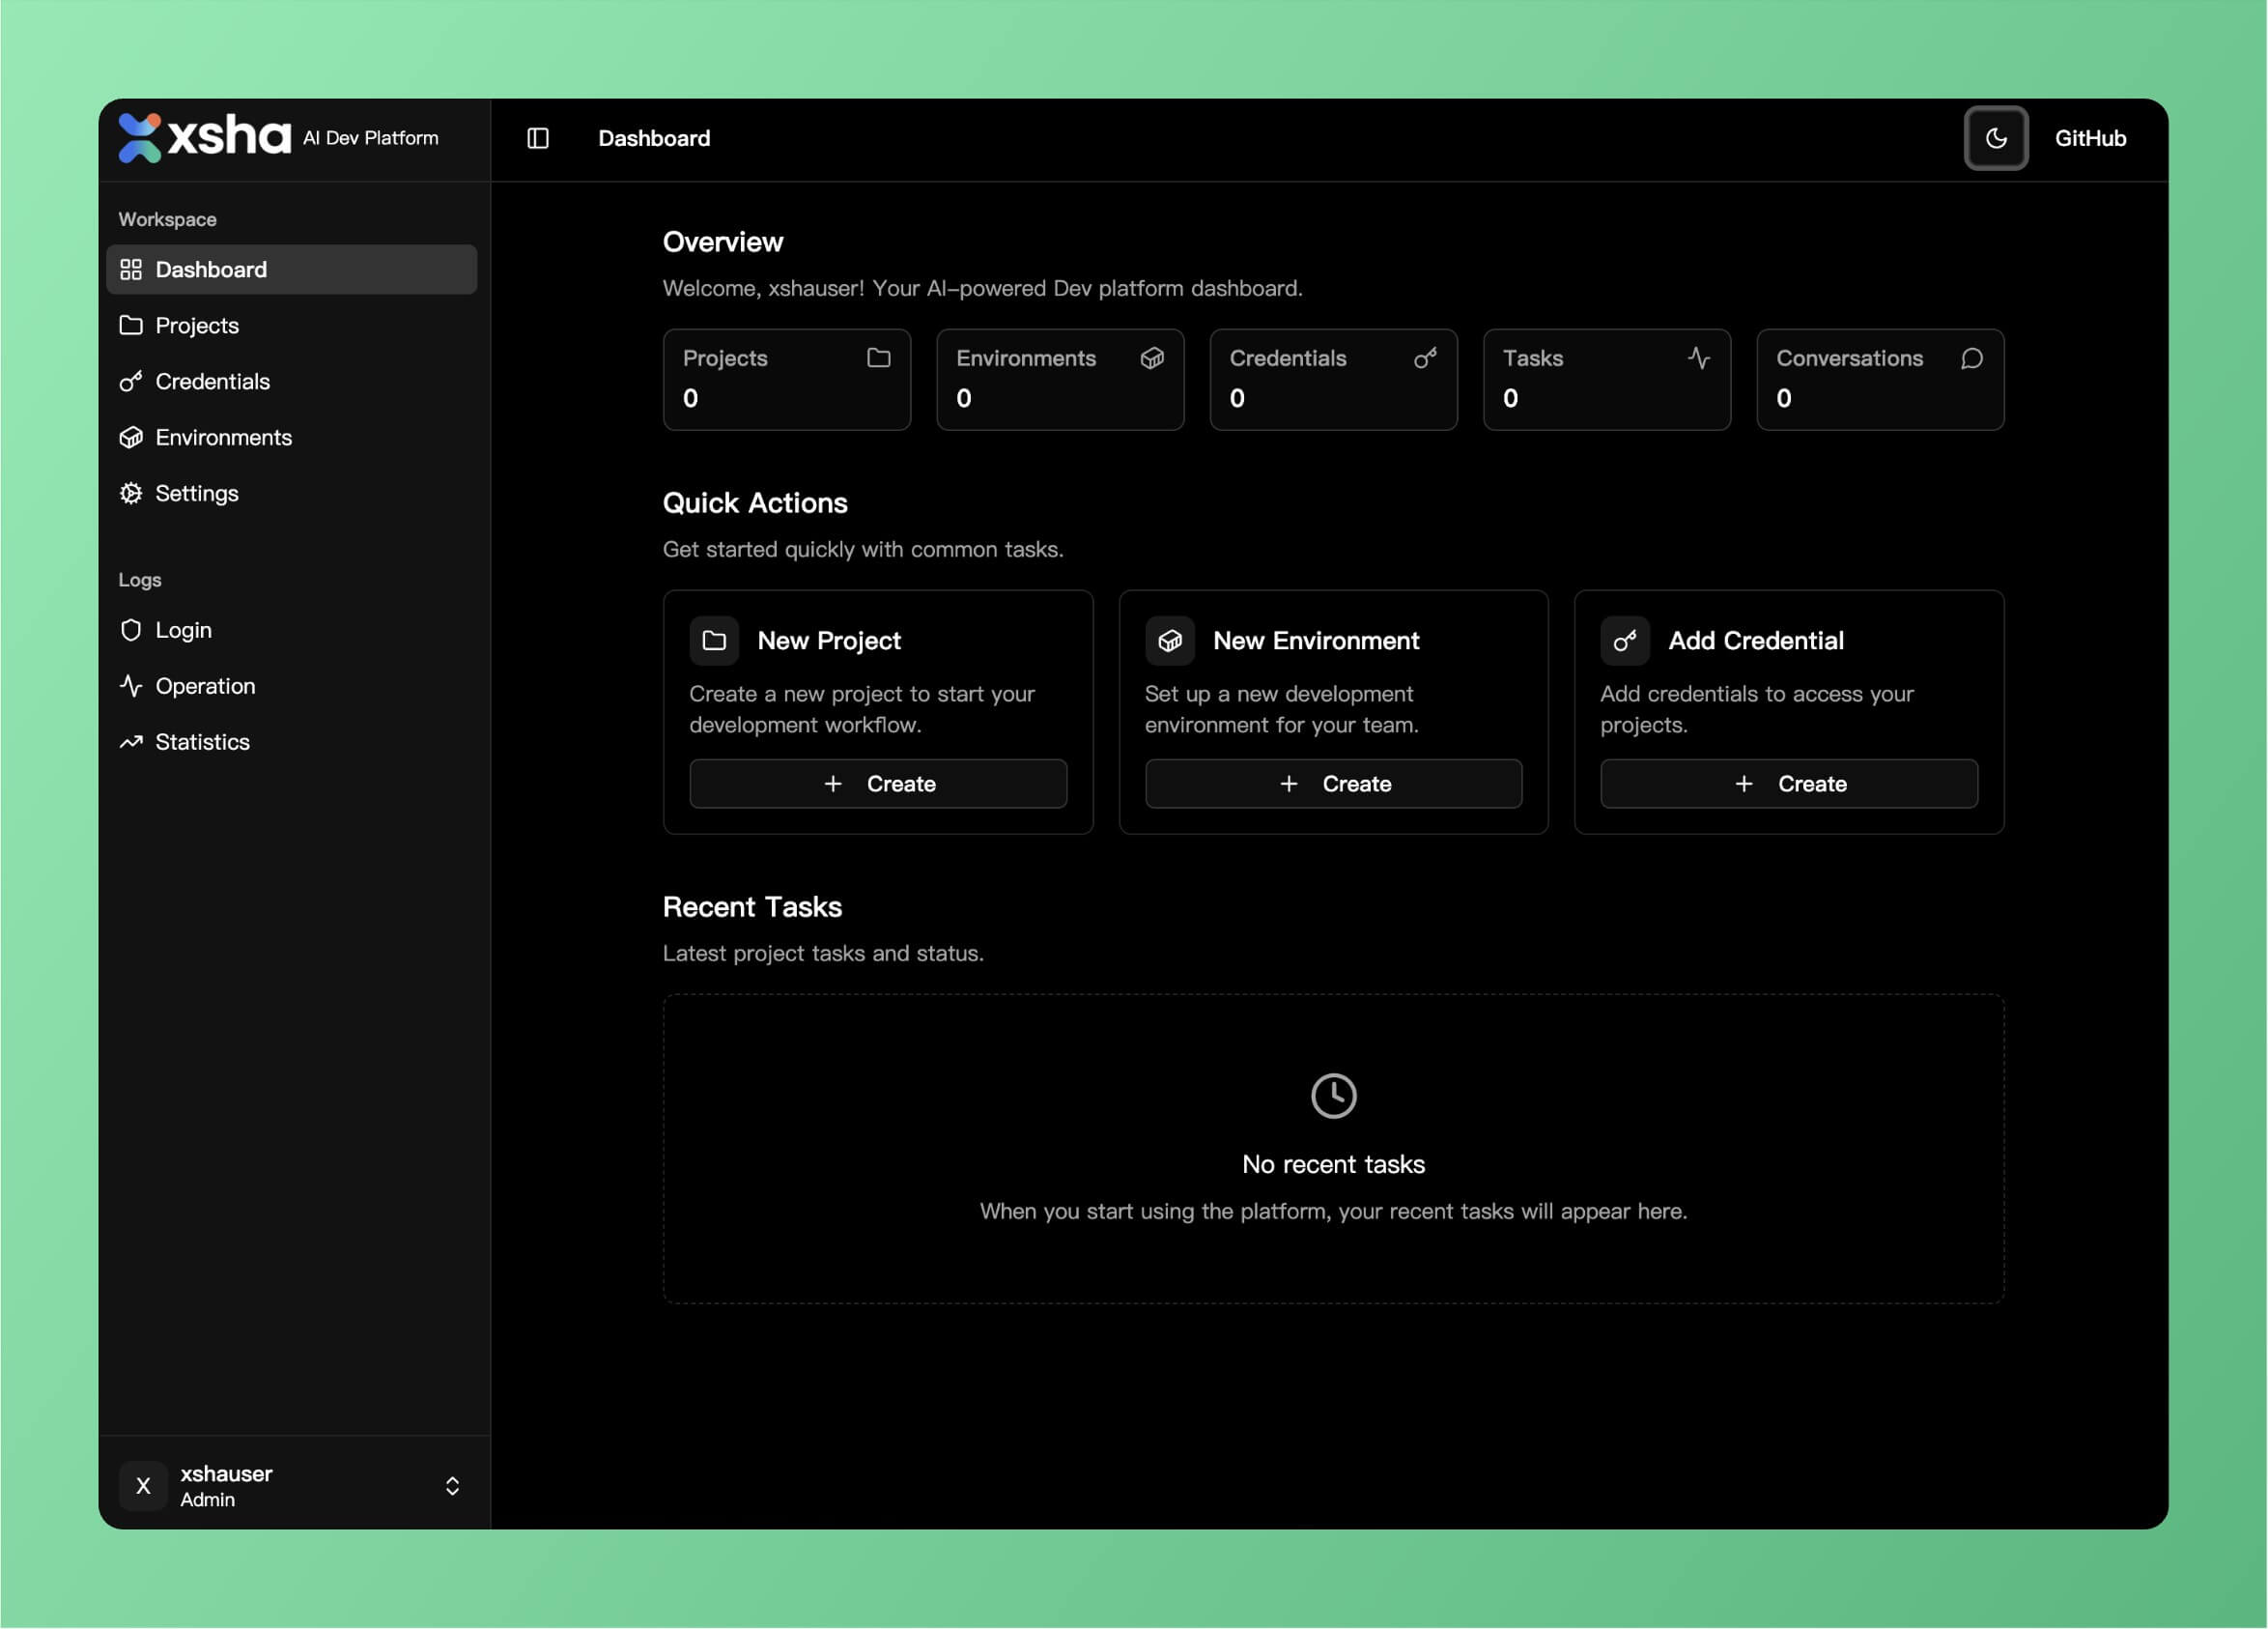 xsha AI Dev Platform
Dashboard
GitHub
Workspace
Dashboard
Projects
Credentials
Environments
Settings
Logs
Login
Operation
Statistics
X
xshauser
Admin
Overview
Welcome, xshauser! Your AI-powered Dev platform dashboard.
Projects
0
Environments
0
Credentials
0
Tasks
0
Conversations
0
Quick Actions
Get started quickly with common tasks.
New Project
Create a new project to start your
development workflow.
+ Create
New Environment
Set up a new development
environment for your team.
+ Create
Add Credential
Add credentials to access your
projects.
+ Create
Recent Tasks
Latest project tasks and status.
No recent tasks
When you start using the platform, your recent tasks will appear here.